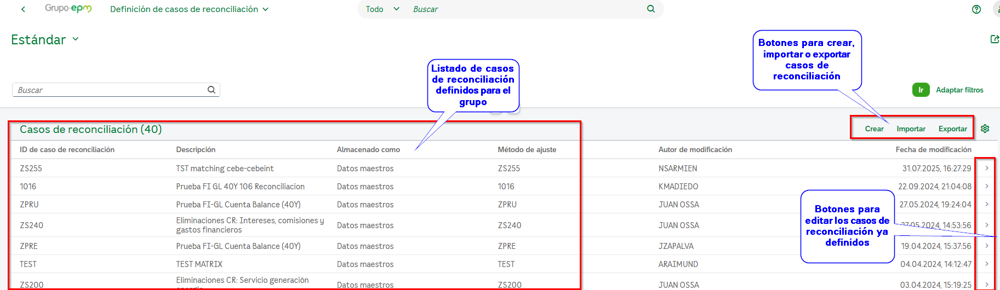 Grupo·epm
Definición de casos de reconciliación
Todo
Buscar
Estándar
Botones para crear,
importar o exportar
casos de
reconciliación
Listado de casos
de reconciliación
definidos para el
grupo
Buscar
Ir
Adaptar filtros
Casos de reconciliación (40)
Crear Importar Exportar
ID de caso de reconciliación Descripción Almacenado como Método de ajuste Autor de modificación Fecha de modificación
ZS255 TST matching cebe-cebeint Datos maestros ZS255 NSARMIEN 31.07.2025, 16:27:29
1016 Prueba FI GL 40Y 106 Reconciliacion Datos maestros 1016 KMADIEDO 22.09.2024, 21:04:08
ZPRU Prueba FI-GL Cuenta Balance (40Y) Datos maestros ZPRU JUAN OSSA 27.05.2024, 19:24:04
ZS240 Eliminaciones CR: Intereses, comisiones y
gastos financieros Datos maestros ZS240 JUAN OSSA 27.05.2024, 14:53:56
ZPRE Prueba FI-GL Cuenta Balance (40Y) Datos maestros ZPRE JZAPALVA 19.04.2024, 15:37:56
TEST TEST MATRIX Datos maestros TEST ARAIMUND 04.04.2024, 14:12:47
ZS200 Eliminaciones CR: Servicio generación
Datos maestros ZS200 JUAN OSSA 03.04.2024, 15:19:25
Botones para
editar los casos de
reconciliación ya
definidos